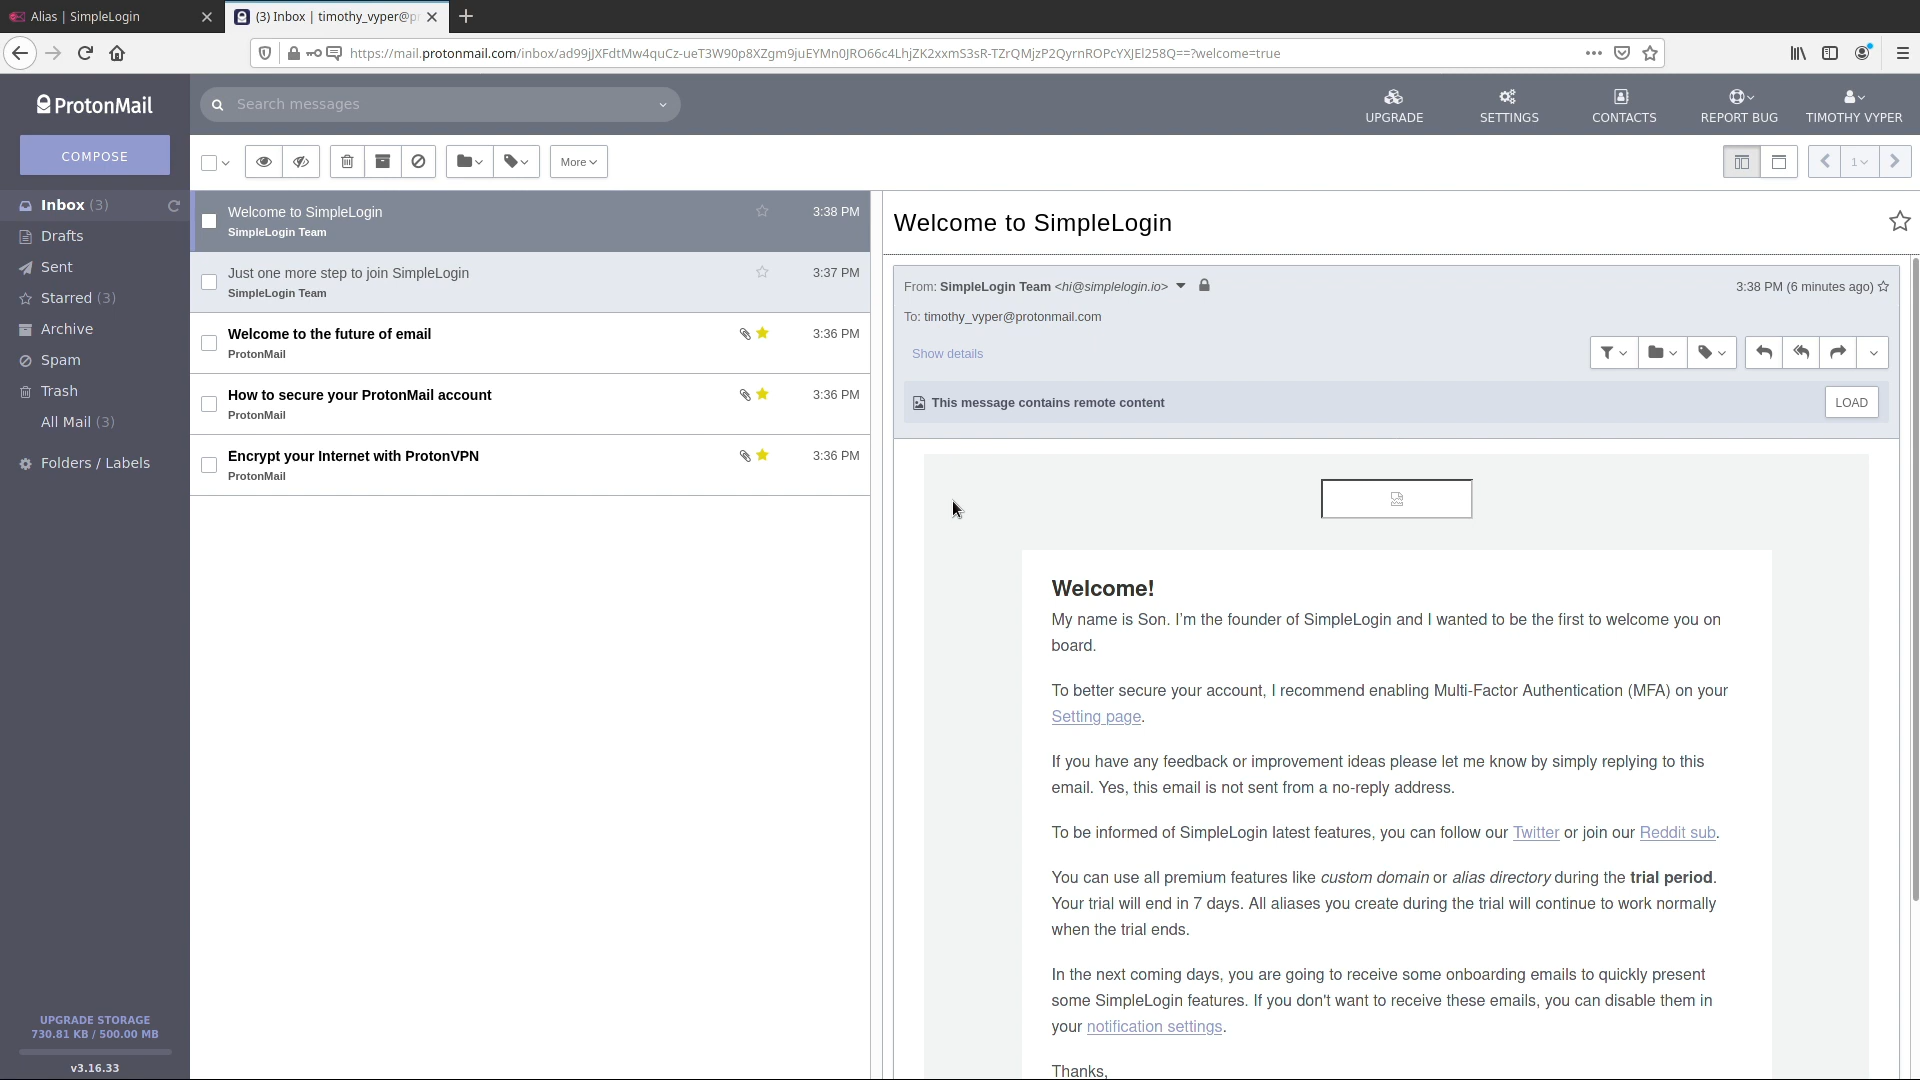 Alias | SimpleLogin
(3) Inbox | timothy_vyper@p
https://mail.protonmail.com/inbox/ad99jJXFdtMw4quCz-ueT3W90p8XZgm9juEYMn0JRO66c4LhjZK2xxmS3sR-TZrQMjzP2QyrnROPcYXJEl258Q==?welcome=true
ProtonMail
Search messages
UPGRADE
SETTINGS
CONTACTS
REPORT BUG
TIMOTHY VYPER
COMPOSE
More
1
Inbox (3)
Drafts
Sent
Starred (3)
Archive
Spam
Trash
All Mail (3)
Folders / Labels
UPGRADE STORAGE
730.81 KB / 500.00 MB
v3.16.33
Welcome to SimpleLogin 3:38 PM
SimpleLogin Team
Just one more step to join SimpleLogin 3:37 PM
SimpleLogin Team
Welcome to the future of email 3:36 PM
ProtonMail
How to secure your ProtonMail account 3:36 PM
ProtonMail
Encrypt your Internet with ProtonVPN 3:36 PM
ProtonMail
Welcome to SimpleLogin
From: SimpleLogin Team <hi@simplelogin.io> 3:38 PM (6 minutes ago)
To: timothy_vyper@protonmail.com
Show details
This message contains remote content
LOAD
Welcome!
My name is Son. I'm the founder of SimpleLogin and I wanted to be the first to welcome you on
board.
To better secure your account, I recommend enabling Multi-Factor Authentication (MFA) on your
Setting page.
If you have any feedback or improvement ideas please let me know by simply replying to this
email. Yes, this email is not sent from a no-reply address.
To be informed of SimpleLogin latest features, you can follow our Twitter or join our Reddit sub.
You can use all premium features like custom domain or alias directory during the trial period.
Your trial will end in 7 days. All aliases you create during the trial will continue to work normally
when the trial ends.
In the next coming days, you are going to receive some onboarding emails to quickly present
some SimpleLogin features. If you don't want to receive these emails, you can disable them in
your notification settings.
Thanks,